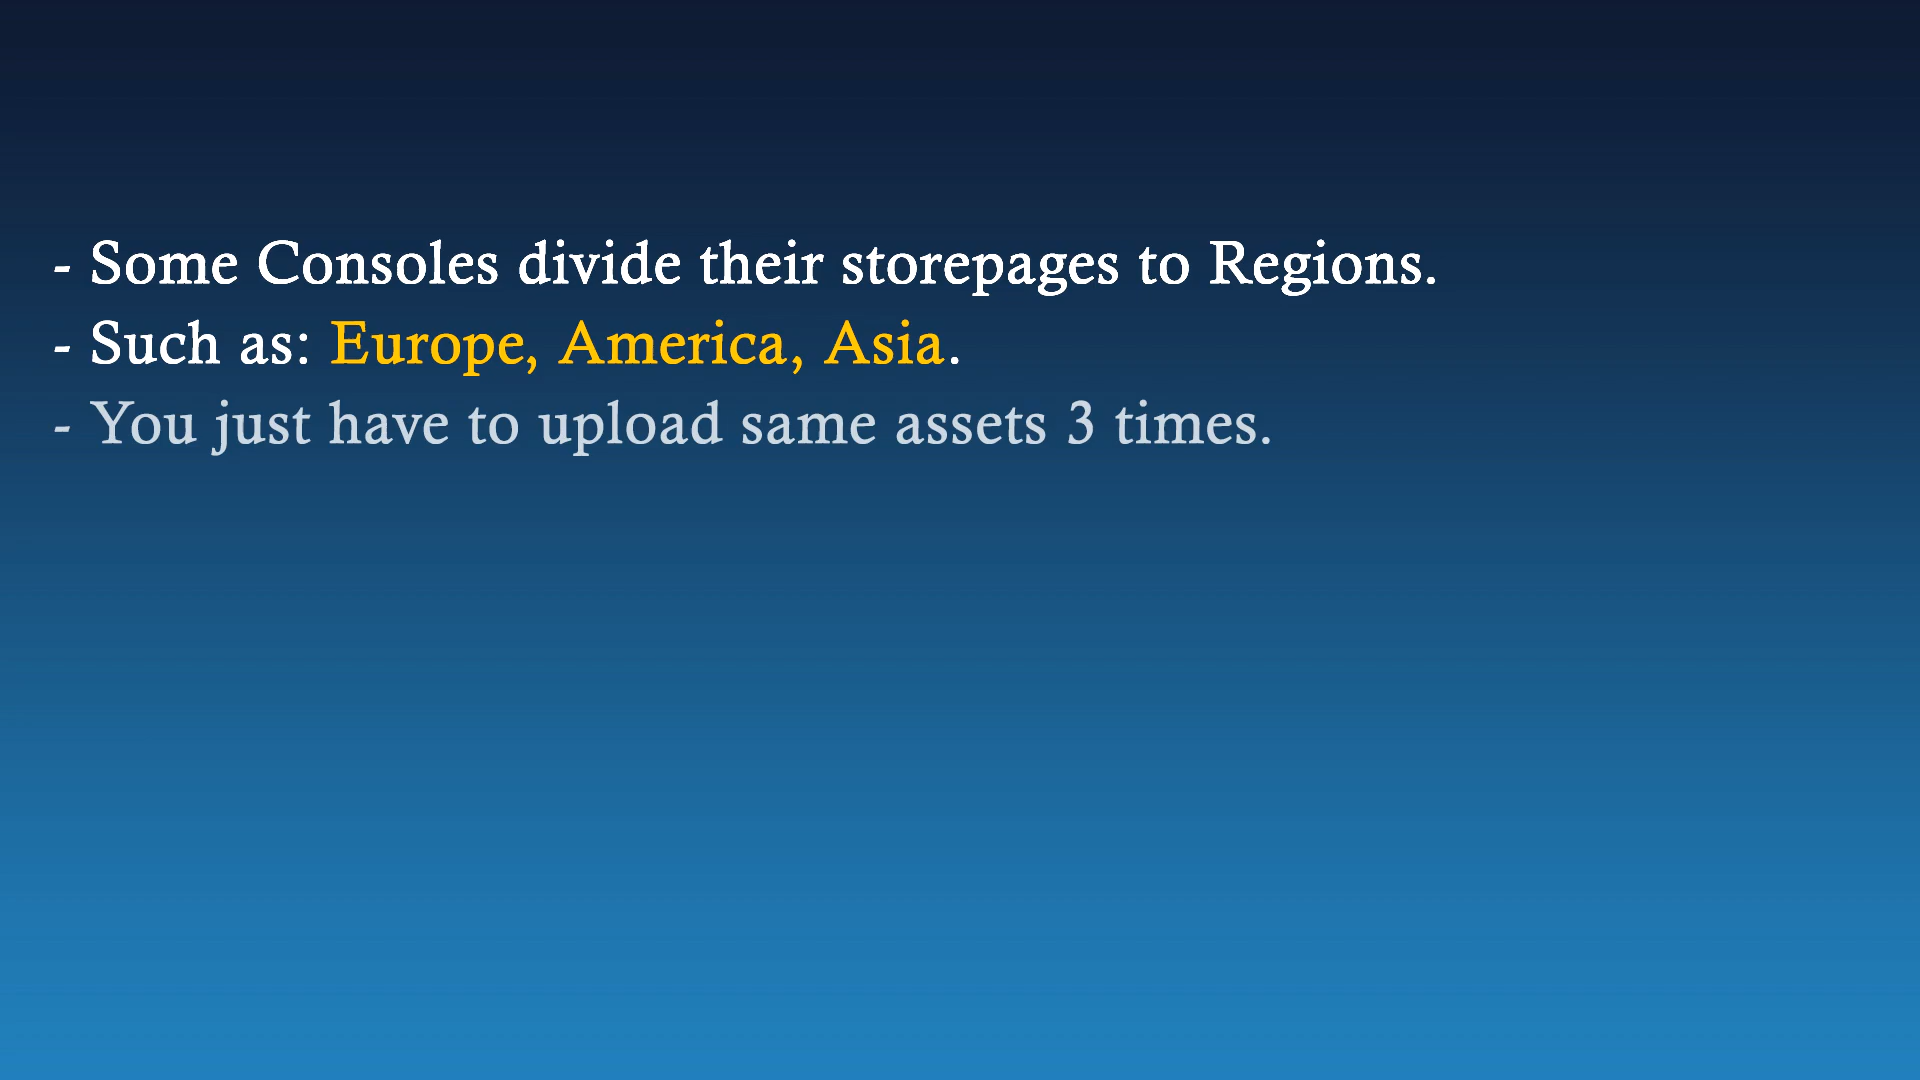 - Some Consoles divide their storepages to Regions.
- Such as: Europe, America, Asia.
- You just have to upload same assets 3 times.